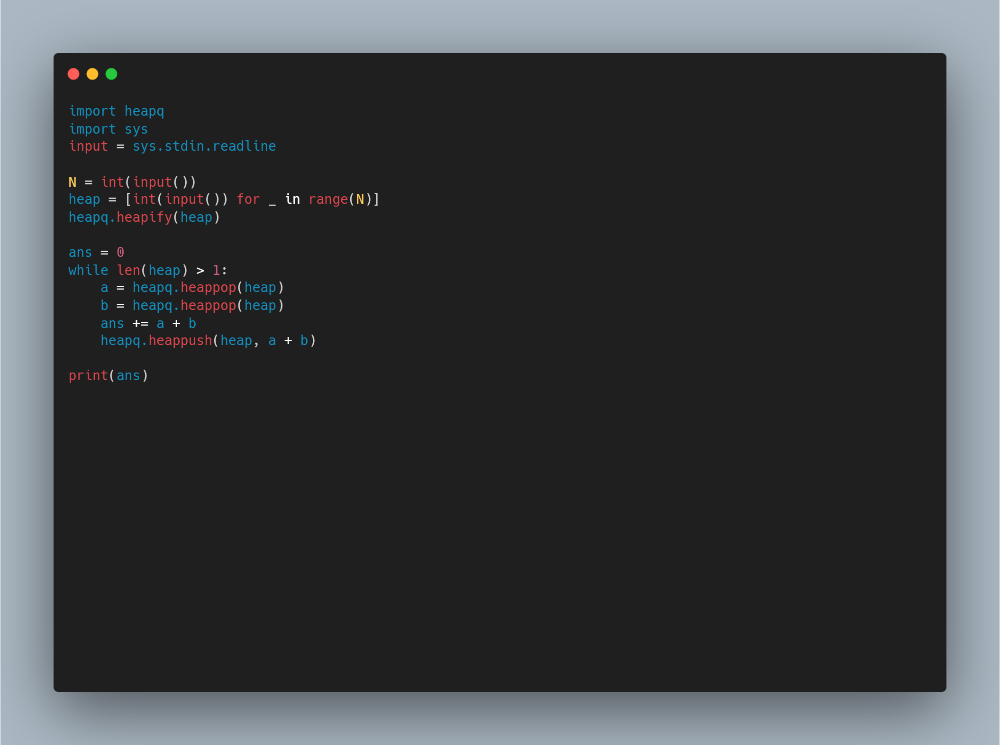 import heapq
import sys
input = sys.stdin.readline

N = int(input())
heap = [int(input()) for _ in range(N)]
heapq.heapify(heap)

ans = 0
while len(heap) > 1:
    a = heapq.heappop(heap)
    b = heapq.heappop(heap)
    ans += a + b
    heapq.heappush(heap, a + b)

print(ans)